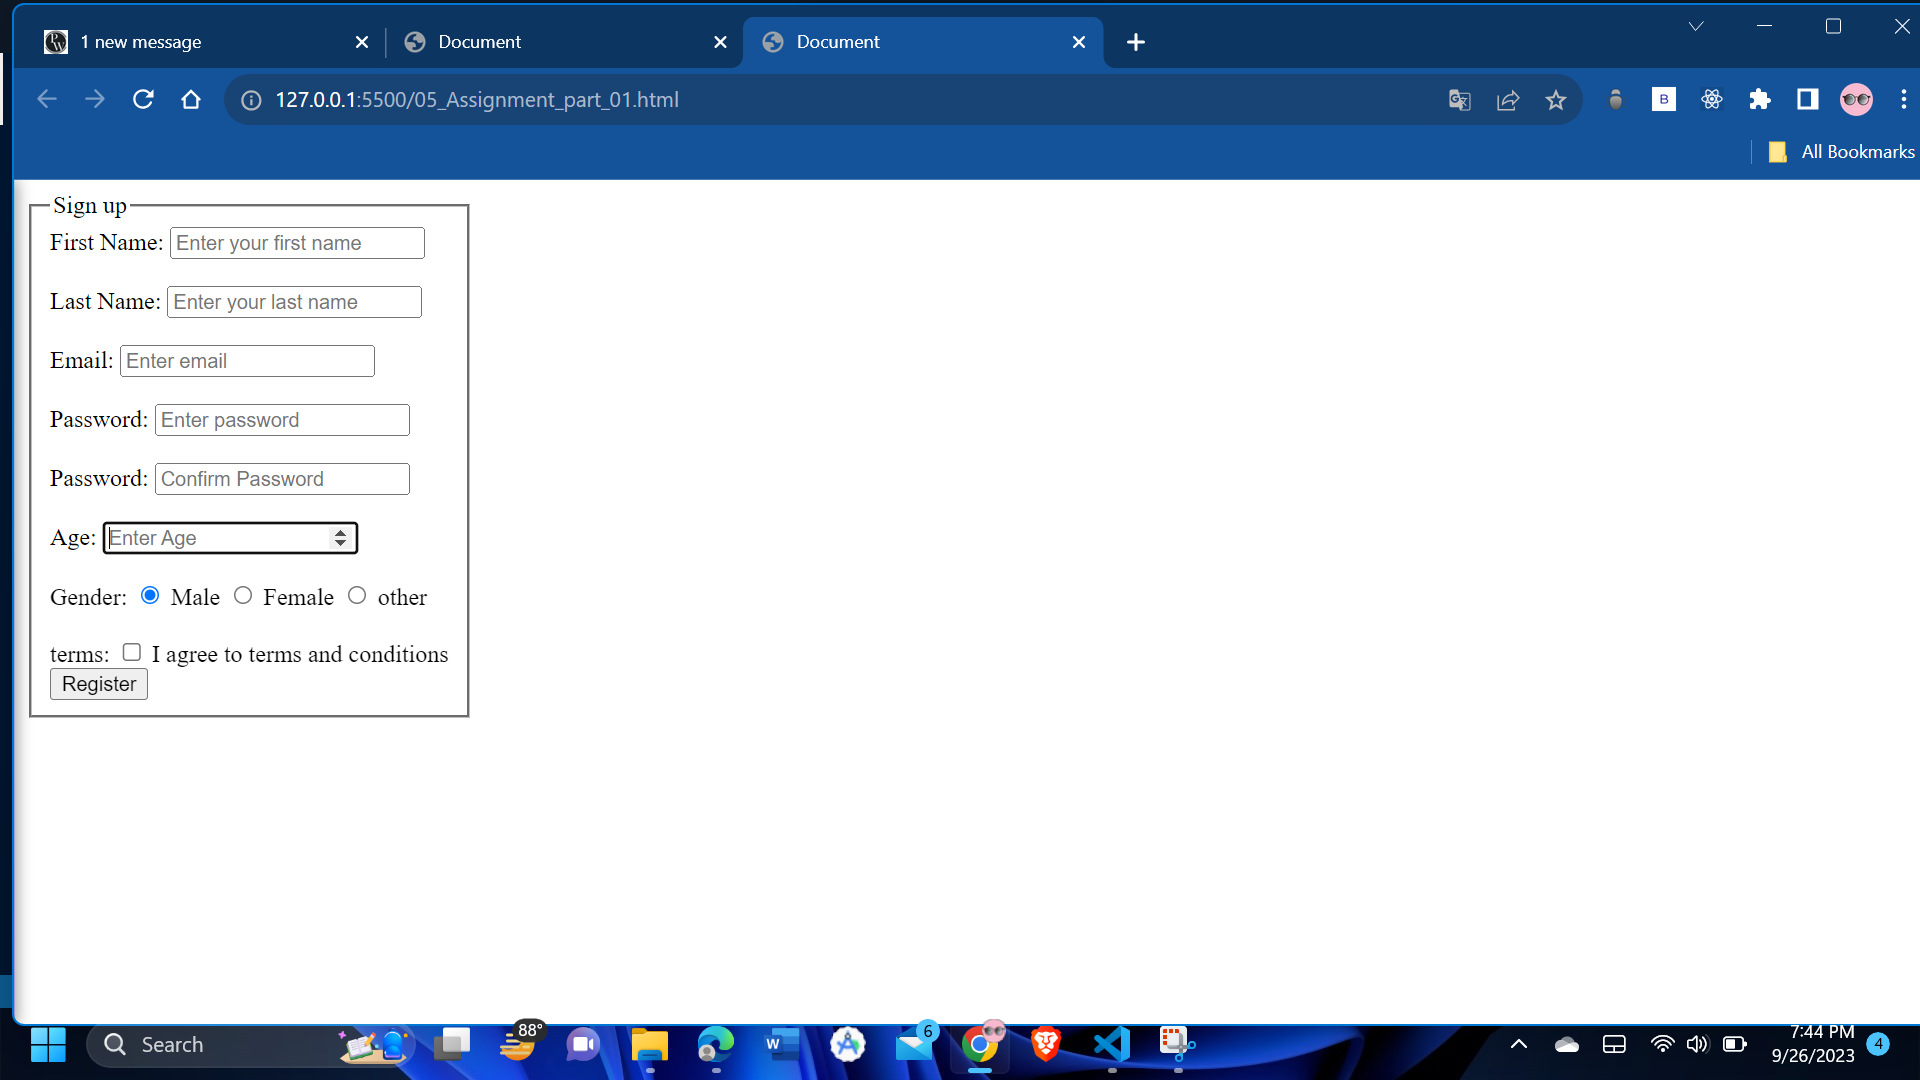 1 new message
Document
Document
127.0.0.1:5500/05_Assignment_part_01.html
B
All Bookmarks
Sign up
First Name: Enter your first name
Last Name: Enter your last name
Email: Enter email
Password: Enter password
Password: Confirm Password
Age: Enter Age
Gender: Male Female other
terms: I agree to terms and conditions
Register
Search
88°
W
6
7:44 PM
9/26/2023
4